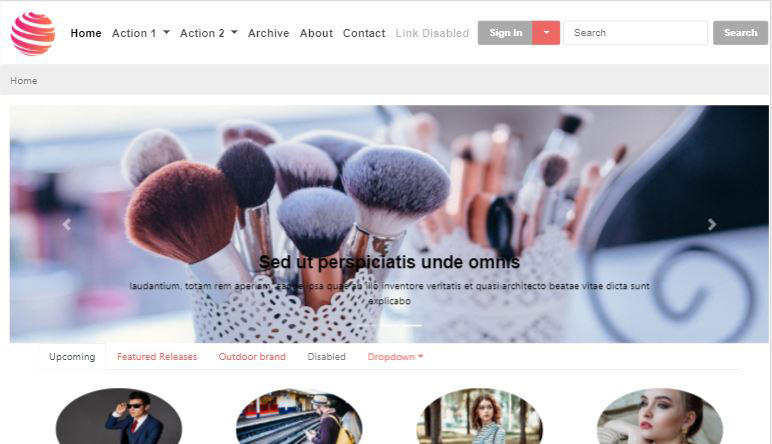 Home Action 1 Action 2 Archive About Contact Link Disabled Sign In Search Search
Home
Sed ut perspiciatis unde omnis
laudantium, totam rem aperiam, eaque ipsa quae ab illo inventore veritatis et quasi architecto beatae vitae dicta sunt
explicabo
Upcoming Featured Releases Outdoor brand Disabled Dropdown